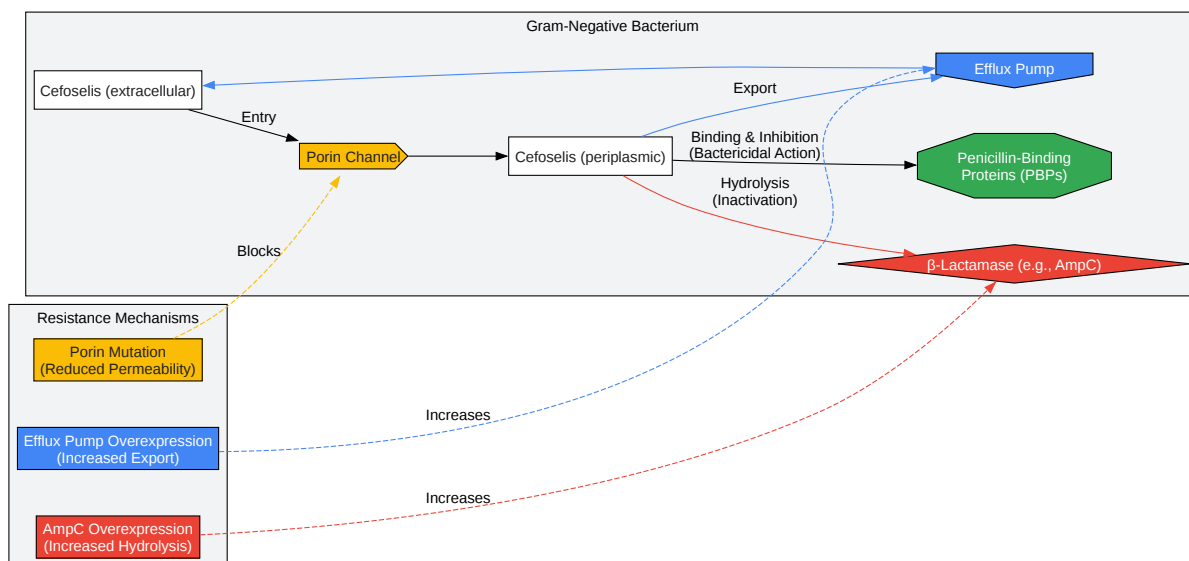 Gram-Negative Bacterium
Efflux Pump
Cefoselis (extracellular)
Export
Entry
Binding & Inhibition
(Bactericidal Action)
Porin Channel
Cefoselis (periplasmic)
Penicillin-Binding
Proteins (PBPs)
Hydrolysis
(Inactivation)
Blocks
β-Lactamase (e.g., AmpC)
Resistance Mechanisms
Porin Mutation
(Reduced Permeability)
Increases
Efflux Pump Overexpression
(Increased Export)
Increases
AmpC Overexpression
(Increased Hydrolysis)